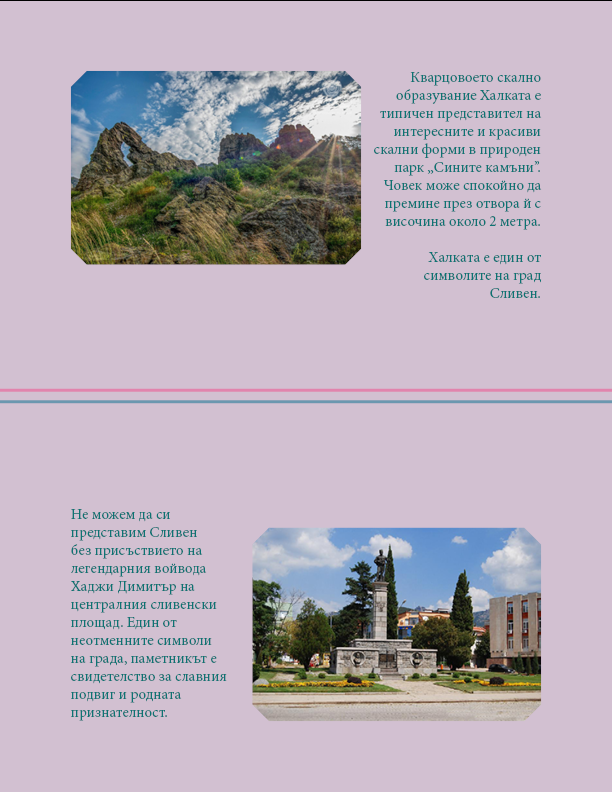 Кварцовоето скално
образувание Халката е
типичен представител на
интересните и красиви
скални форми в природен
парк „Сините камъни”.
Човек може спокойно да
премине през отвора й с
височина около 2 метра.
Халката е един от
символите на град
Сливен.
Не можем да си
представим Сливен
без присъствието на
легендарния войвода
Хаджи Димитър на
централния сливенски
площад. Един от
неотменните символи
на града, паметникът е
свидетелство за славния
подвиг и родната
признателност.